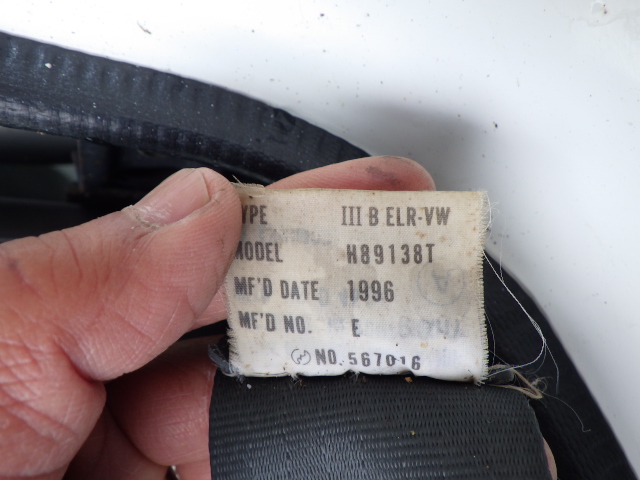 YPE III B ELR-VW
MODEL H89138T
MF'D DATE 1996
MF'D NO. E
NO. 567016